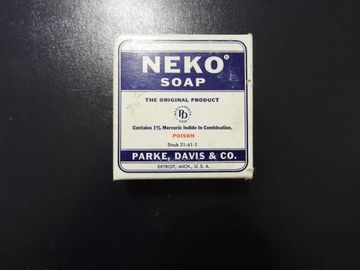 NEKO®
SOAP
THE ORIGINAL PRODUCT
PD
Contains 1% Mercuric Iodide In Combination.
POISON
Stock 21-61-1
PARKE, DAVIS & CO.
DETROIT, MICH., U. S. A.